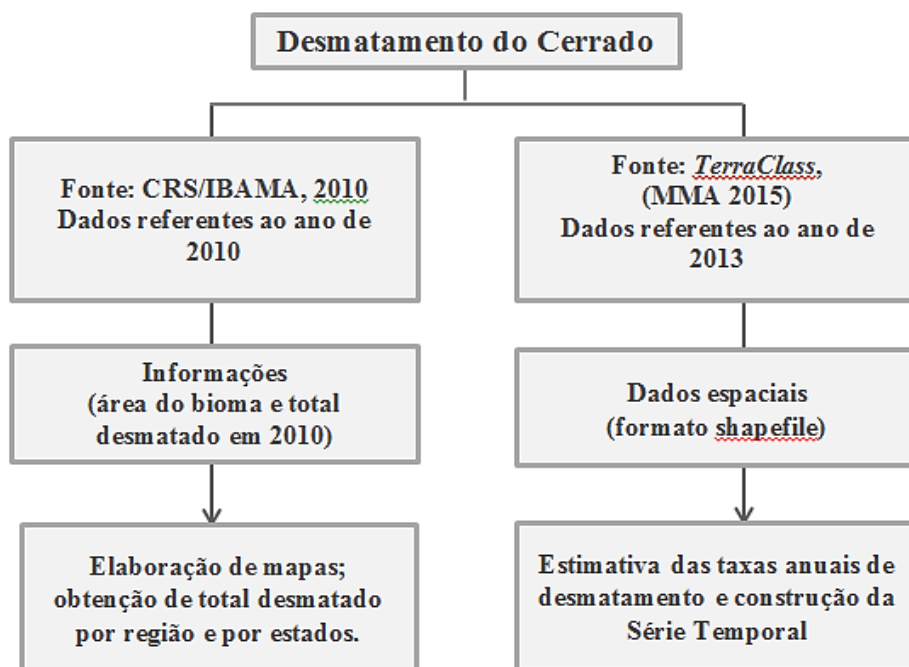 Desmatamento do Cerrado
Fonte: CRS/IBAMA, 2010
Dados referentes ao ano de
2010
Fonte: TerraClass,
(MMA 2015)
Dados referentes ao ano de
2013
Informações
(área do bioma e total
desmatado em 2010)
Dados espaciais
(formato shapefile)
Elaboração de mapas;
obtenção de total desmatado
por região e por estados.
Estimativa das taxas anuais de
desmatamento e construção da
Série Temporal